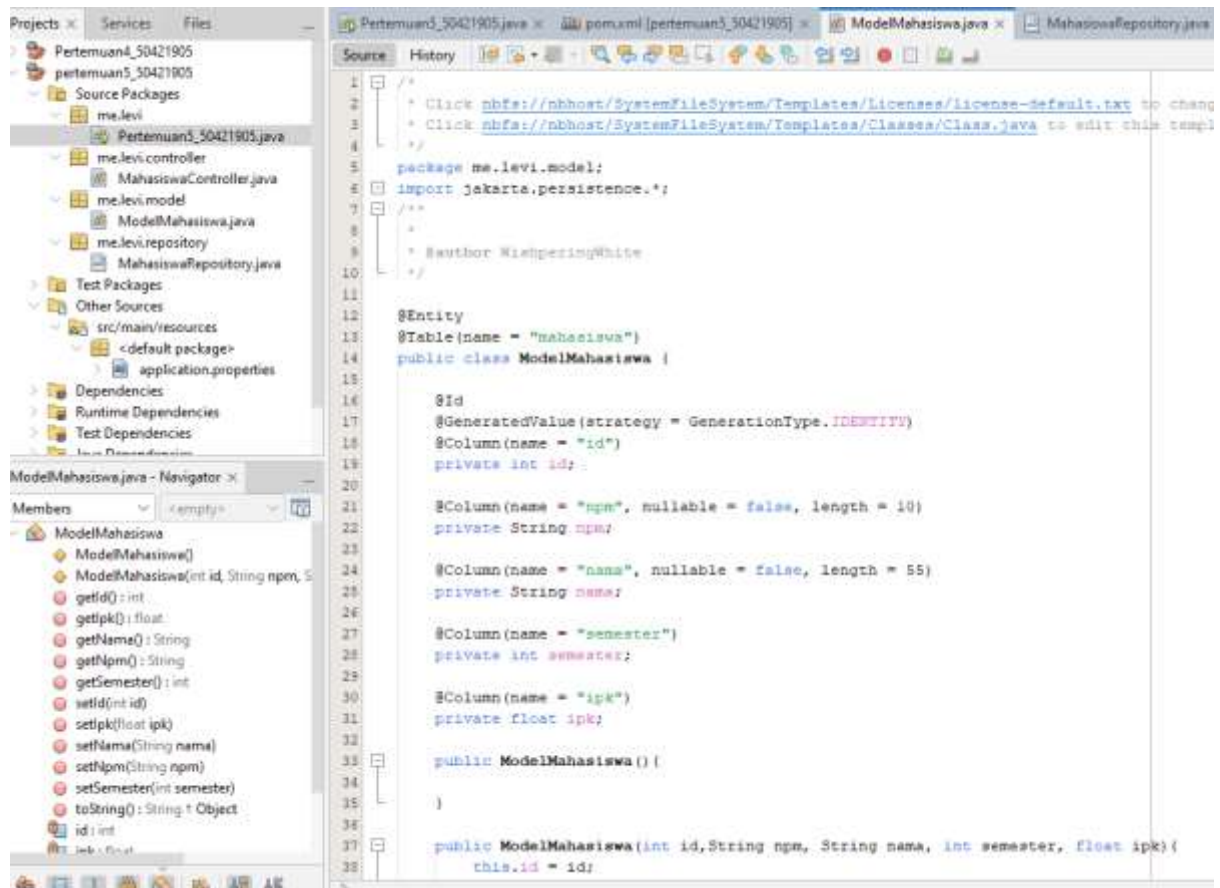 Projects × Services Files
Pertemuan4_50421905
pertemuan5_50421905
Source Packages
me.levi
Pertemuan5_50421905.java
me.levi.controller
MahasiswaController.java
me.levi.model
ModelMahasiswa.java
me.levi.repository
MahasiswaRepository.java
Test Packages
Other Sources
src/main/resources
<default package>
application.properties
Dependencies
Runtime Dependencies
Test Dependencies
Java Dependencies
ModelMahasiswa.java - Navigator ×
Members <empty>
ModelMahasiswa
ModelMahasiswa()
ModelMahasiswa(int id, String npm, S
getId() : int
getIpk() : float
getNama() : String
getNpm() : String
getSemester() : int
setId(int id)
setIpk(float ipk)
setNama(String nama)
setNpm(String npm)
setSemester(int semester)
toString() : String ↑ Object
id : int
ipk : float
Pertemuan5_50421905.java × pom.xml [pertemuan5_50421905] × ModelMahasiswa.java × MahasiswaRepository.java
Source History
1 /*
2 * Click nbfs://nbhost/SystemFileSystem/Templates/Licenses/license-default.txt to chang
3 * Click nbfs://nbhost/SystemFileSystem/Templates/Classes/Class.java to edit this templ
4 */
5 package me.levi.model;
6 import jakarta.persistence.*;
7 /**
8 *
9 * @author WishperingWhite
10 */
11
12 @Entity
13 @Table(name = "mahasiswa")
14 public class ModelMahasiswa {
15
16 @Id
17 @GeneratedValue(strategy = GenerationType.IDENTITY)
18 @Column(name = "id")
19 private int id;
20
21 @Column(name = "npm", nullable = false, length = 10)
22 private String npm;
23
24 @Column(name = "nama", nullable = false, length = 55)
25 private String nama;
26
27 @Column(name = "semester")
28 private int semester;
29
30 @Column(name = "ipk")
31 private float ipk;
32
33 public ModelMahasiswa(){
34
35 }
36
37 public ModelMahasiswa(int id,String npm, String nama, int semester, float ipk){
38 this.id = id;